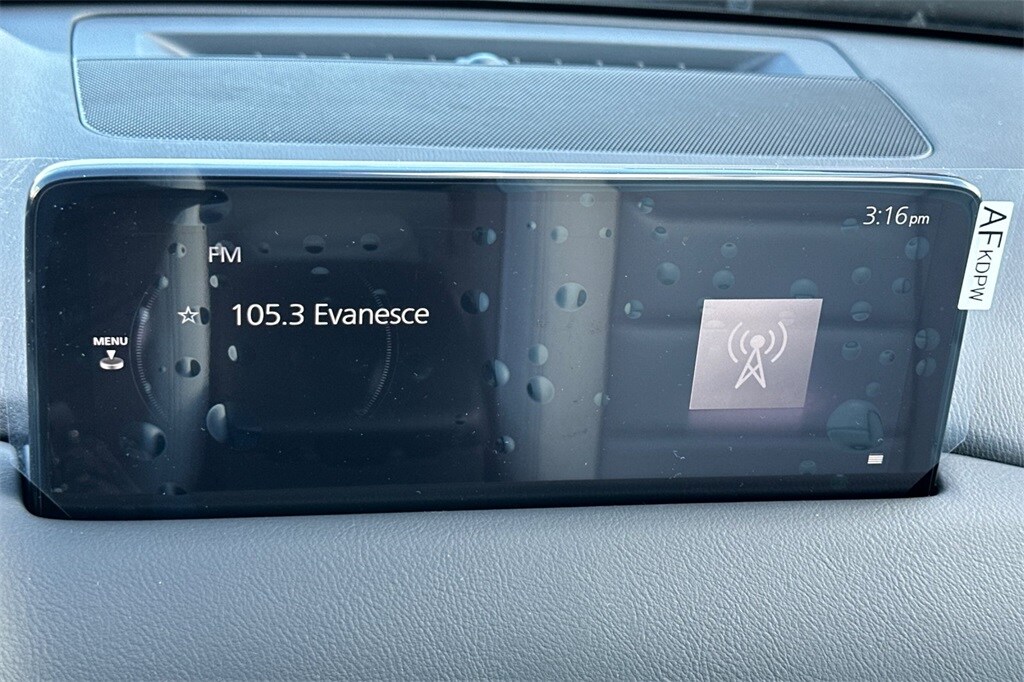 3:16pm
FM
105.3 Evanesce
MENU
AF KDPW